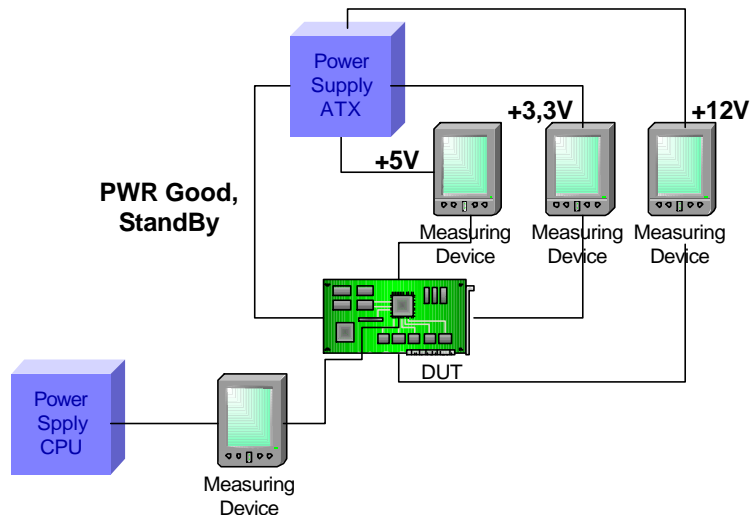 Power
Supply
ATX
+3,3V
+12V
+5V
PWR Good,
StandBy
Measuring
Device
Measuring
Device
Measuring
Device
DUT
Power
Spply
CPU
Measuring
Device